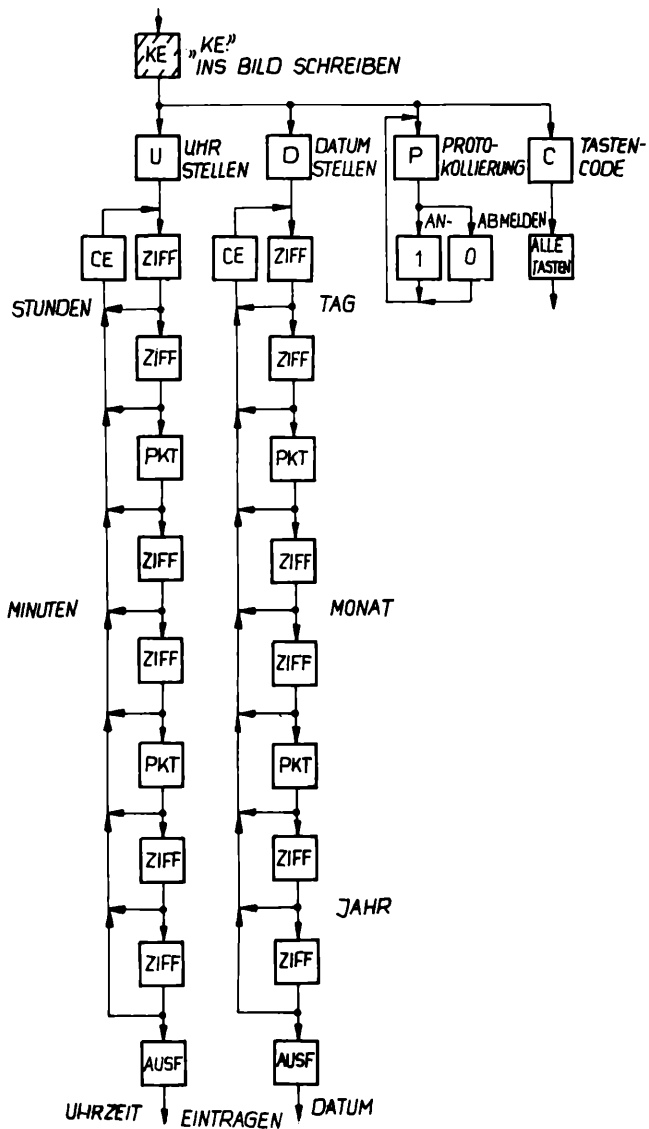 KE „KE:"
INS BILD SCHREIBEN
U UHR STELLEN
D DATUM STELLEN
P PROTO-
KOLLIERUNG
C TASTEN-
CODE
AN- ABMELDEN
CE ZIFF CE ZIFF 1 0 ALLE TASTEN
STUNDEN TAG
ZIFF ZIFF
PKT PKT
ZIFF ZIFF
MINUTEN MONAT
ZIFF ZIFF
PKT PKT
ZIFF ZIFF
JAHR
ZIFF ZIFF
AUSF AUSF
UHRZEIT EINTRAGEN DATUM